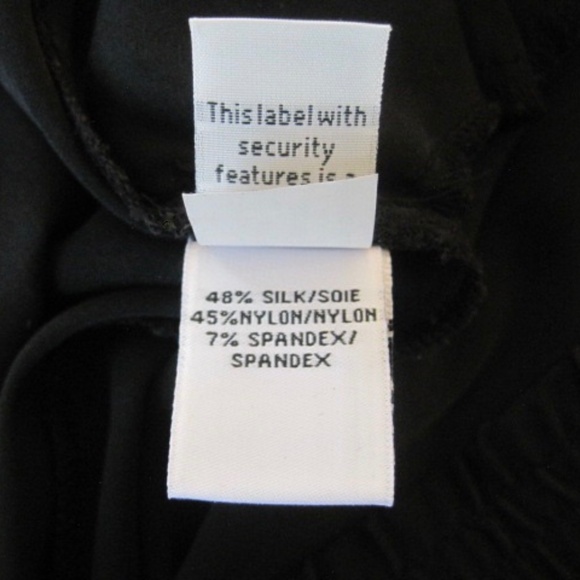 This label with
security
features is a
48% SILK/SOIE
45%NYLON/NYLON
7% SPANDEX/
SPANDEX